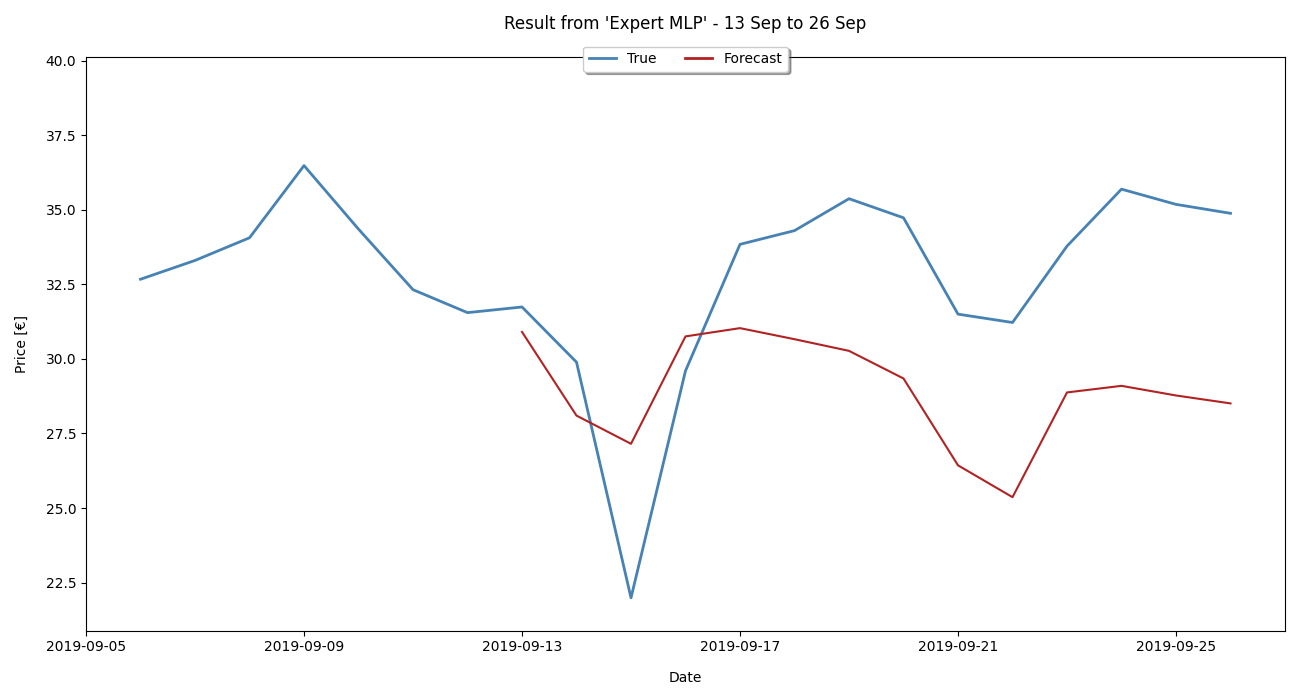 Result from 'Expert MLP' - 13 Sep to 26 Sep
True Forecast
40.0
37.5
35.0
32.5
30.0
27.5
25.0
22.5
Price [€]
2019-09-05 2019-09-09 2019-09-13 2019-09-17 2019-09-21 2019-09-25
Date